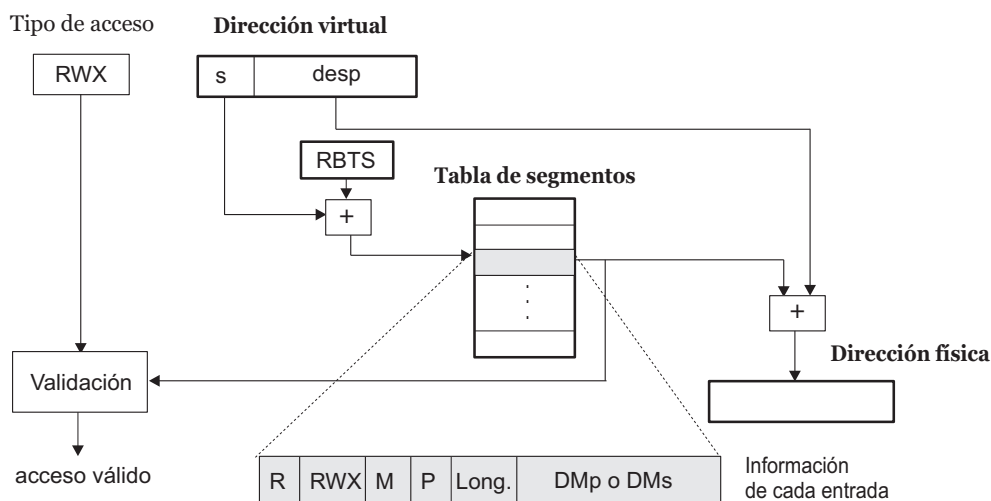 Tipo de acceso
Dirección virtual
RWX
s
desp
RBTS
Tabla de segmentos
+
+
Dirección física
Validación
acceso válido
R
RWX
M
P
Long.
DMp o DMs
Información
de cada entrada